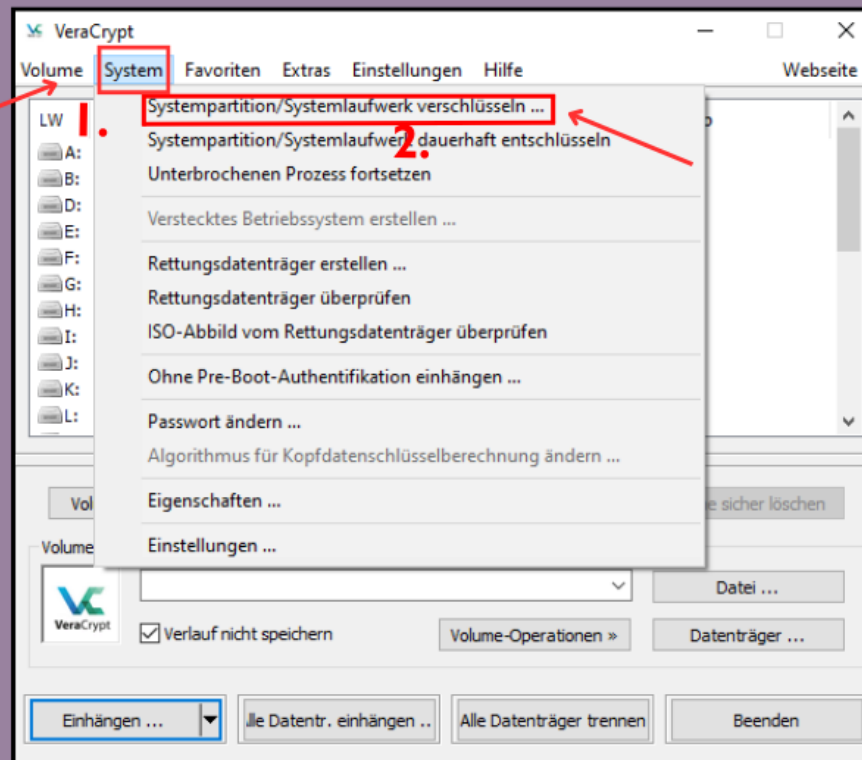 VeraCrypt
Volume System Favoriten Extras Einstellungen Hilfe Webseite
LW
1.
Systempartition/Systemlaufwerk verschlüsseln ...
2.
Systempartition/Systemlaufwerk dauerhaft entschlüsseln
Unterbrochenen Prozess fortsetzen
Verstecktes Betriebssystem erstellen ...
Rettungsdatenträger erstellen ...
Rettungsdatenträger überprüfen
ISO-Abbild vom Rettungsdatenträger überprüfen
Ohne Pre-Boot-Authentifikation einhängen ...
Passwort ändern ...
Algorithmus für Kopfdatenschlüsselberechnung ändern ...
Eigenschaften ...
Einstellungen ...
A:
B:
D:
E:
F:
G:
H:
I:
J:
K:
L:
Vol
e sicher löschen
Volume
VeraCrypt
Datei ...
Verlauf nicht speichern
Volume-Operationen »
Datenträger ...
Einhängen ...
lle Datentr. einhängen ..
Alle Datenträger trennen
Beenden